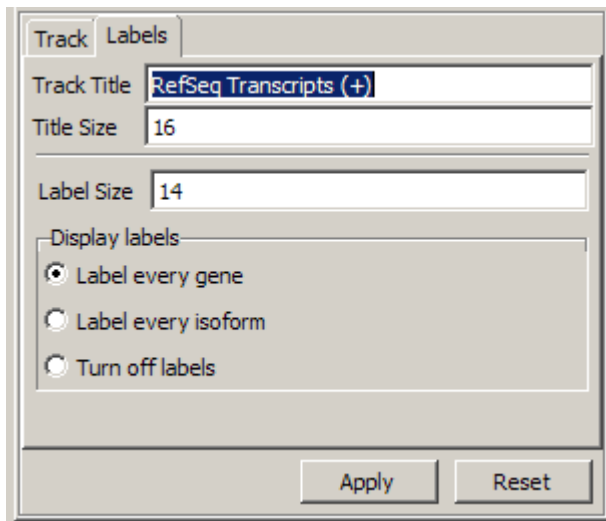 Track Labels
Track Title RefSeq Transcripts (+)
Title Size 16
Label Size 14
Display labels
Label every gene
Label every isoform
Turn off labels
Apply Reset